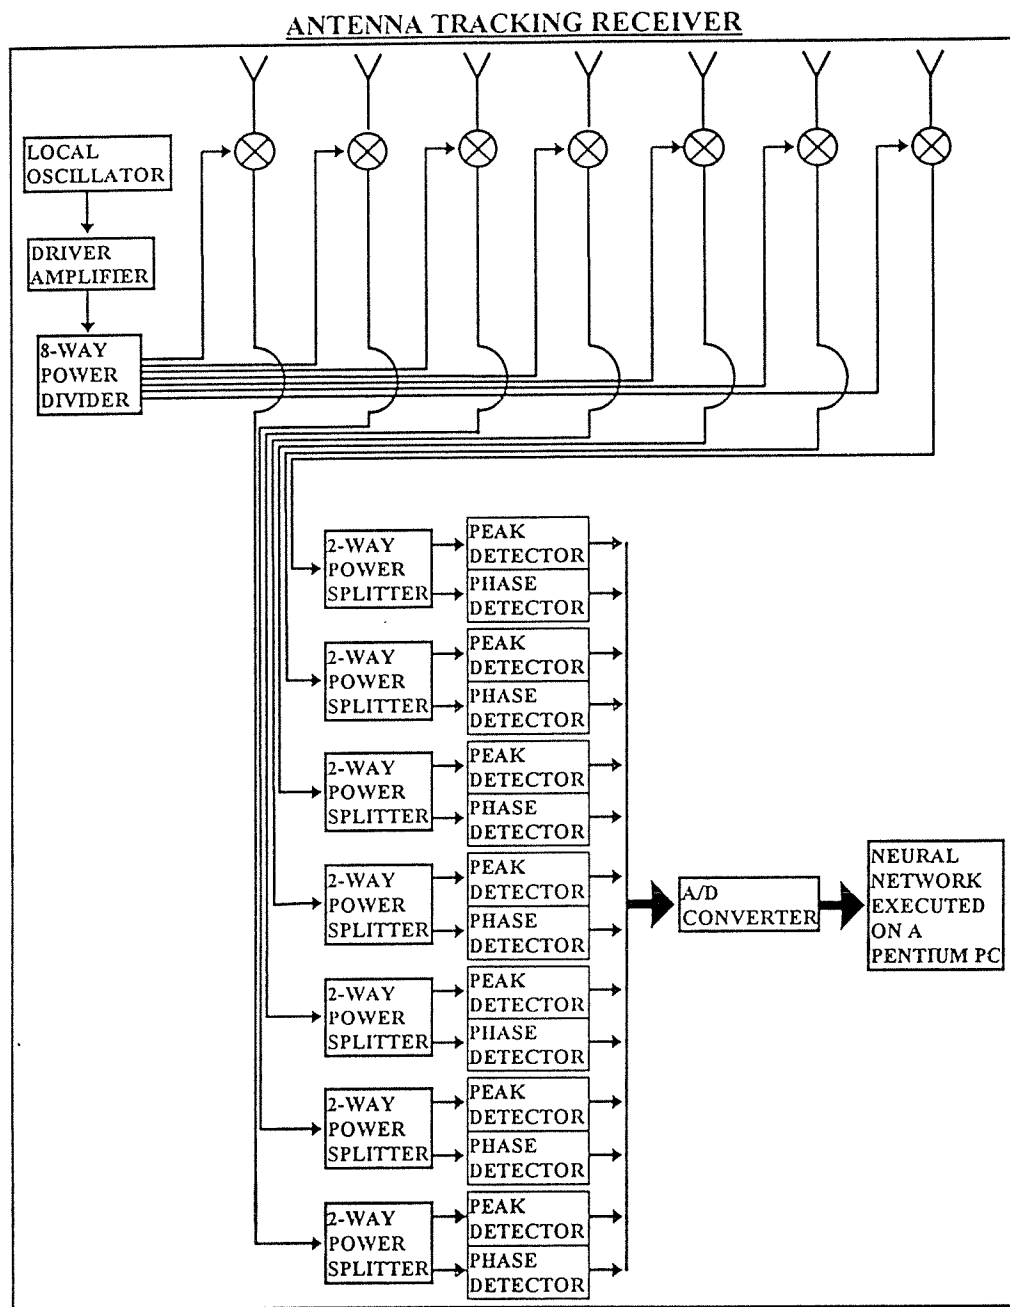 ANTENNA TRACKING RECEIVER
LOCAL
OSCILLATOR
DRIVER
AMPLIFIER
8-WAY
POWER
DIVIDER
2-WAY
POWER
SPLITTER
PEAK
DETECTOR
PHASE
DETECTOR
2-WAY
POWER
SPLITTER
PEAK
DETECTOR
PHASE
DETECTOR
2-WAY
POWER
SPLITTER
PEAK
DETECTOR
PHASE
DETECTOR
2-WAY
POWER
SPLITTER
PEAK
DETECTOR
PHASE
DETECTOR
2-WAY
POWER
SPLITTER
PEAK
DETECTOR
PHASE
DETECTOR
2-WAY
POWER
SPLITTER
PEAK
DETECTOR
PHASE
DETECTOR
2-WAY
POWER
SPLITTER
PEAK
DETECTOR
PHASE
DETECTOR
A/D
CONVERTER
NEURAL
NETWORK
EXECUTED
ON A
PENTIUM PC